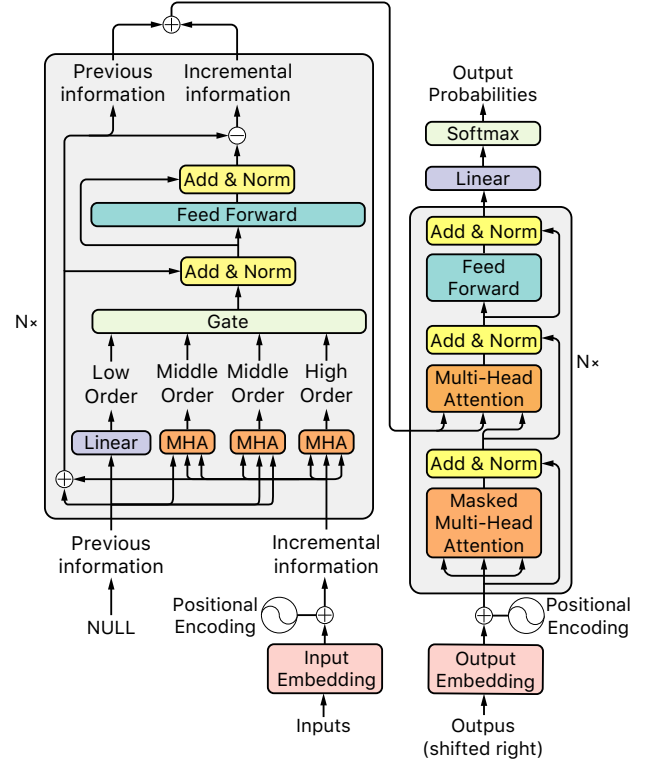 Previous
information
Incremental
information
Add & Norm
Feed Forward
Add & Norm
Gate
N×
Low
Order
Middle
Order
Middle
Order
High
Order
Linear
MHA
MHA
MHA
Previous
information
NULL
Incremental
information
Positional
Encoding
Input
Embedding
Inputs
Output
Probabilities
Softmax
Linear
Add & Norm
Feed
Forward
Add & Norm
Multi-Head
Attention
N×
Add & Norm
Masked
Multi-Head
Attention
Positional
Encoding
Output
Embedding
Outpus
(shifted right)